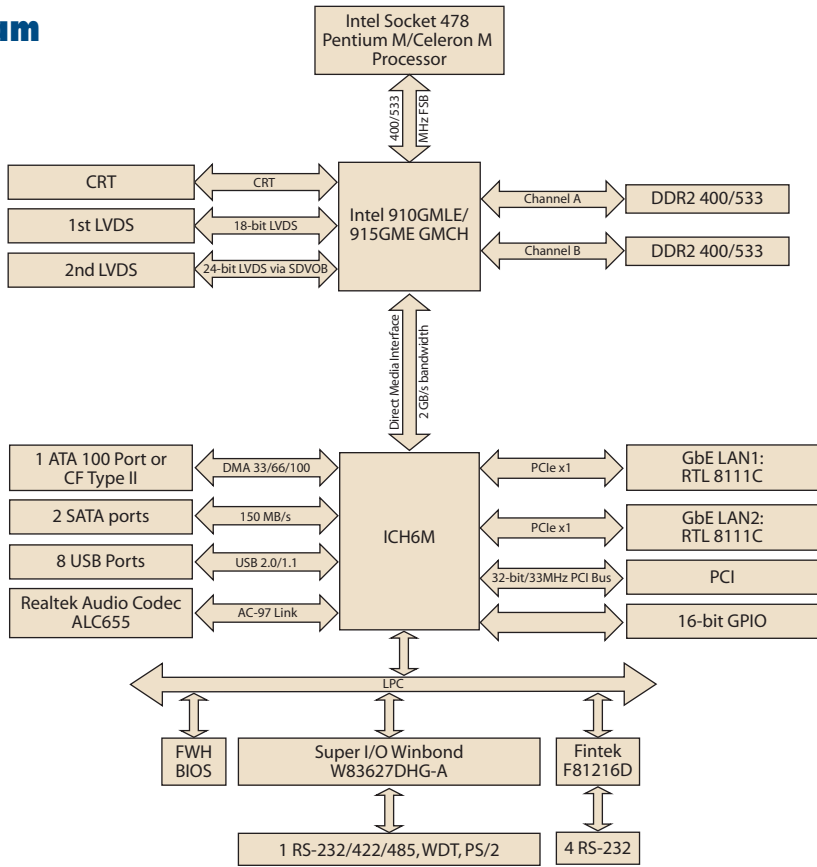 um
Intel Socket 478
Pentium M/Celeron M
Processor
400/533
MHz FSB
CRT
CRT
1st LVDS
18-bit LVDS
2nd LVDS
24-bit LVDS via SDVOB
Intel 910GMLE/
915GME GMCH
Channel A
DDR2 400/533
Channel B
DDR2 400/533
Direct Media Interface
2 GB/s bandwidth
1 ATA 100 Port or
CF Type II
DMA 33/66/100
2 SATA ports
150 MB/s
8 USB Ports
USB 2.0/1.1
Realtek Audio Codec
ALC655
AC-97 Link
ICH6M
PCIe x1
GbE LAN1:
RTL 8111C
PCIe x1
GbE LAN2:
RTL 8111C
32-bit/33MHz PCI Bus
PCI
16-bit GPIO
LPC
FWH
BIOS
Super I/O Winbond
W83627DHG-A
Fintek
F81216D
1 RS-232/422/485, WDT, PS/2
4 RS-232